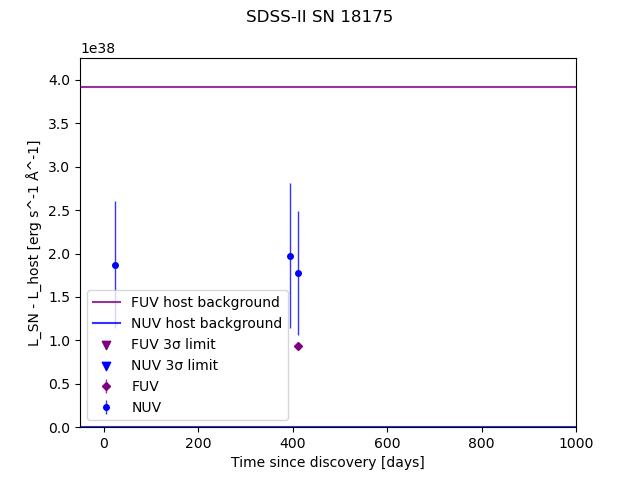 SDSS-II SN 18175
1e38
4.0
3.5
3.0
2.5
2.0
1.5
1.0
0.5
0.0
L_SN - L_host [erg s^-1 Å^-1]
FUV host background
NUV host background
FUV 3σ limit
NUV 3σ limit
FUV
NUV
0 200 400 600 800 1000
Time since discovery [days]